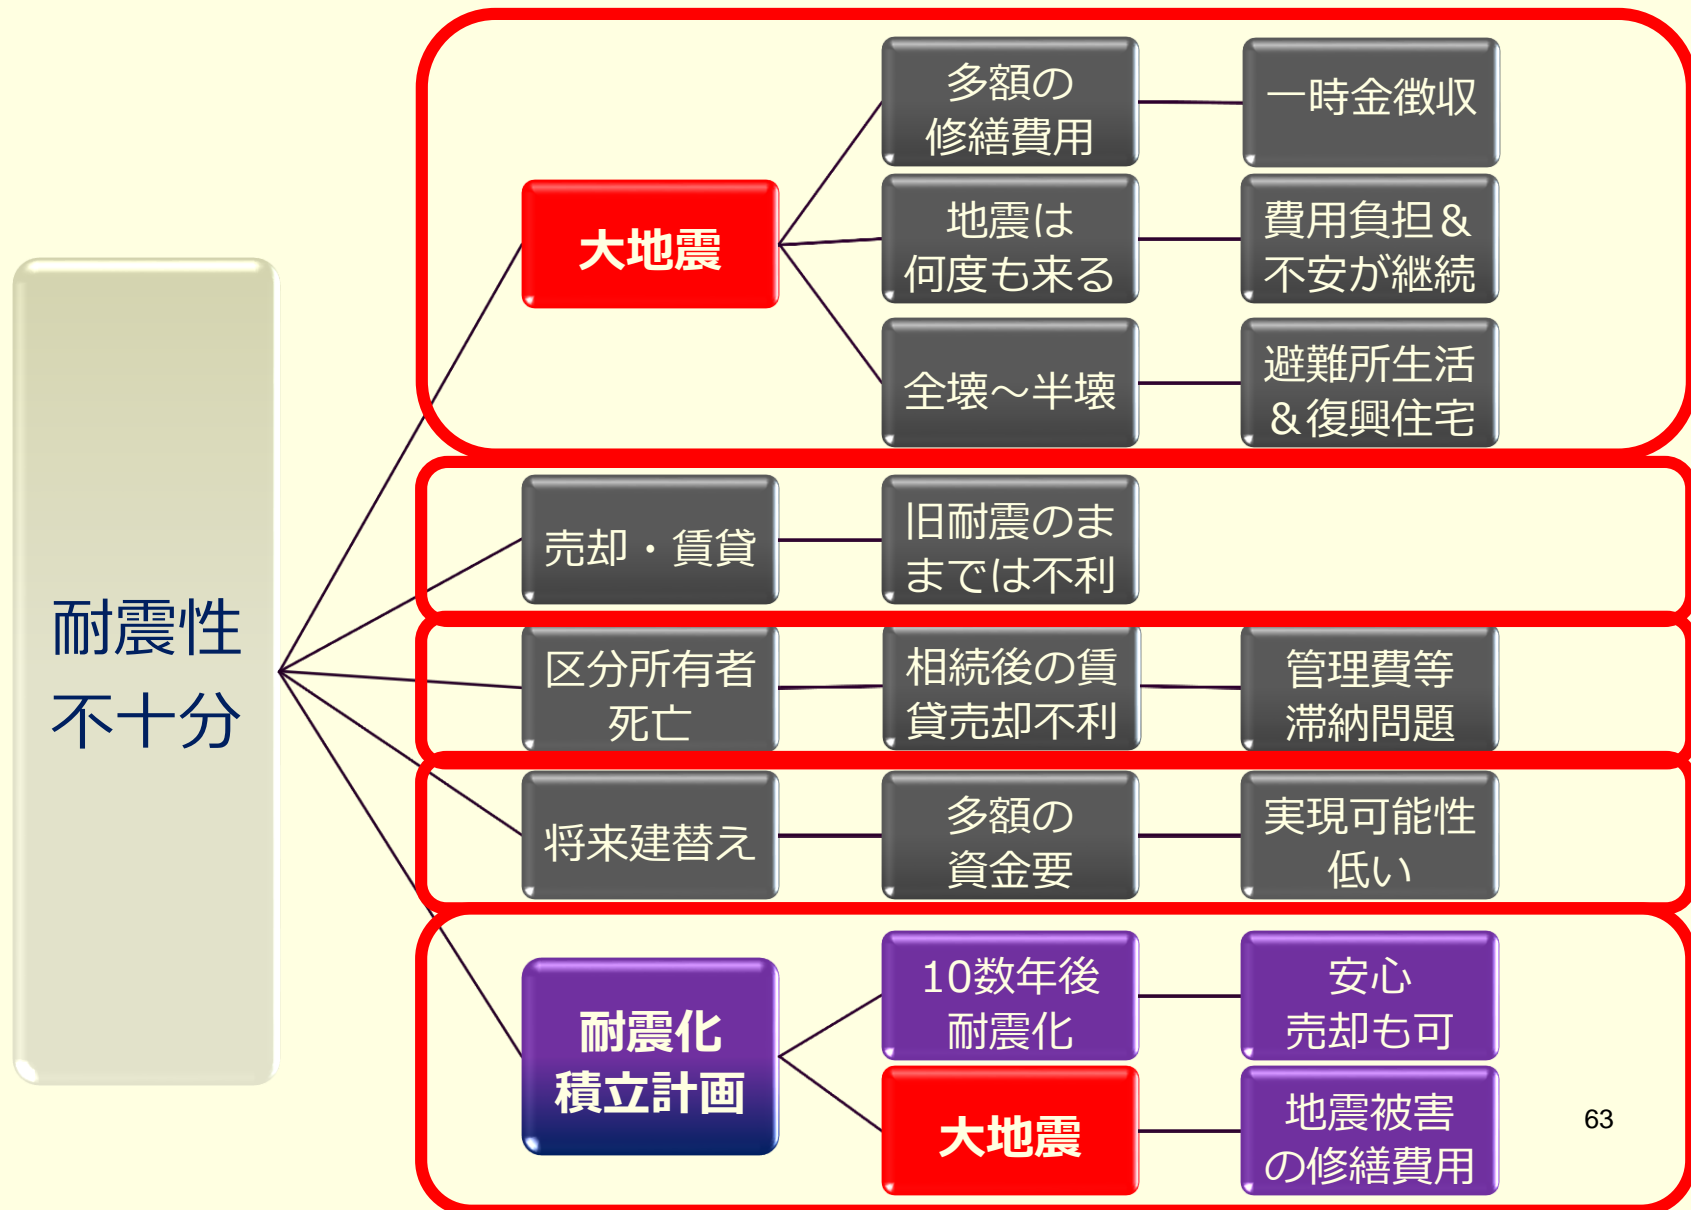 耐震性
不十分
大地震
多額の
修繕費用
一時金徴収
地震は
何度も来る
費用負担＆
不安が継続
全壊～半壊
避難所生活
＆復興住宅
売却・賃貸
旧耐震のま
までは不利
区分所有者
死亡
相続後の賃
貸売却不利
管理費等
滞納問題
将来建替え
多額の
資金要
実現可能性
低い
耐震化
積立計画
10数年後
耐震化
安心
売却も可
大地震
地震被害
の修繕費用
63